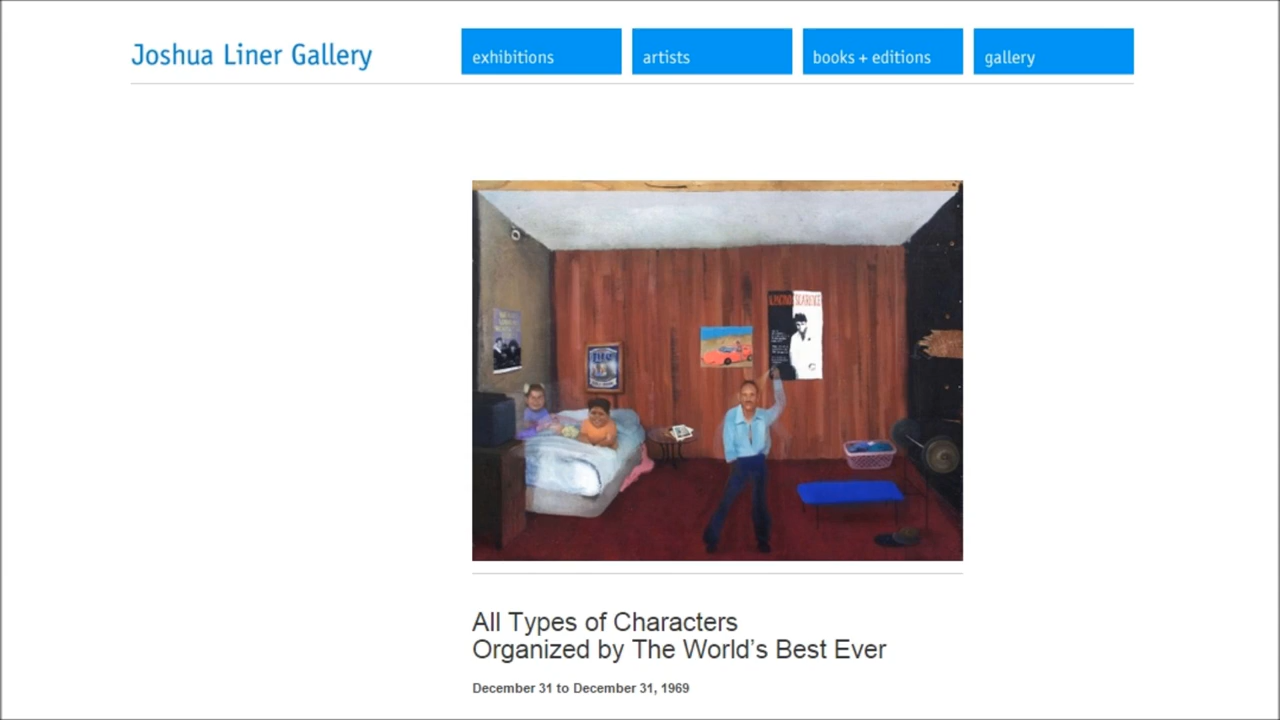 Joshua Liner Gallery
exhibitions
artists
books + editions
gallery
All Types of Characters
Organized by The World's Best Ever
December 31 to December 31, 1969